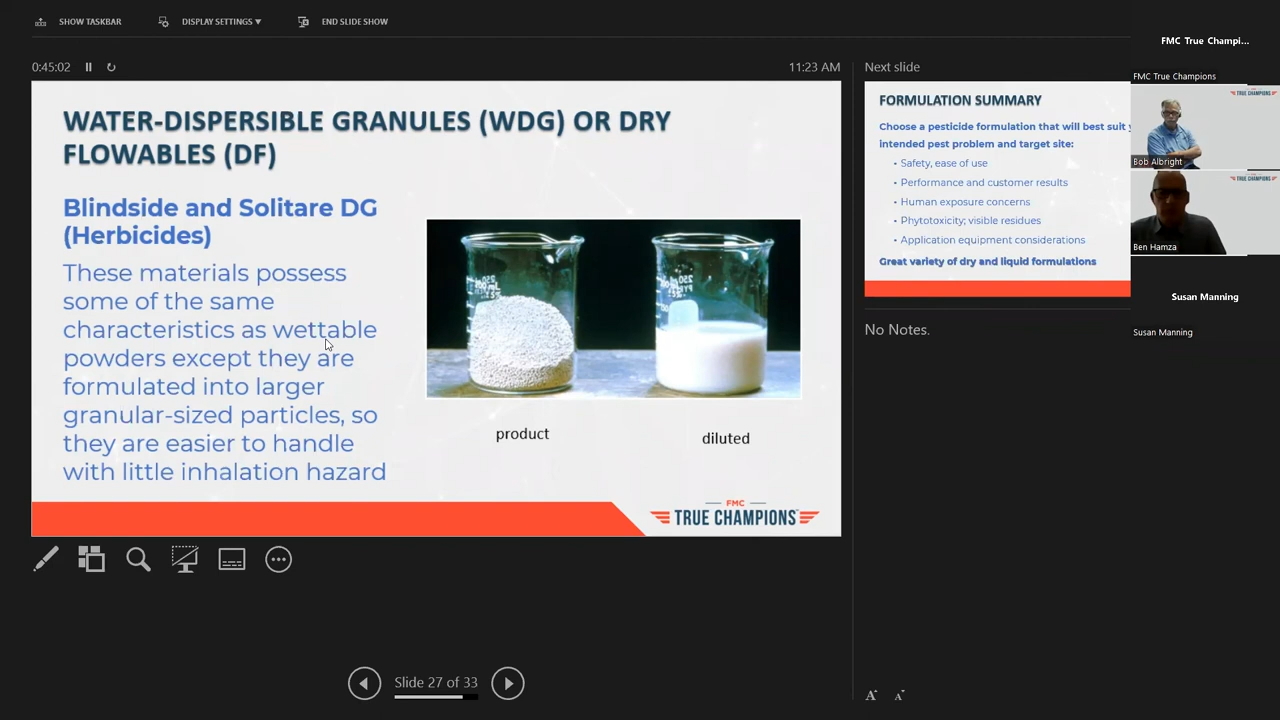 SHOW TASKBAR
DISPLAY SETTINGS ▼
END SLIDE SHOW
0:45:02
11:23 AM
WATER-DISPERSIBLE GRANULES (WDG) OR DRY
FLOWABLES (DF)
Blindside and Solitare DG
(Herbicides)
These materials possess
some of the same
characteristics as wettable
powders except they are
formulated into larger
granular-sized particles, so
they are easier to handle
with little inhalation hazard
product
diluted
FMC
TRUE CHAMPIONS
Slide 27 of 33
Next slide
FORMULATION SUMMARY
Choose a pesticide formulation that will best suit
intended pest problem and target site:
• Safety, ease of use
• Performance and customer results
• Human exposure concerns
• Phytotoxicity; visible residues
• Application equipment considerations
Great variety of dry and liquid formulations
No Notes.
A A
FMC True Champi...
FMC True Champions
TRUE CHAMPIONS
Bob Albright
TRUE CHAMPIONS
Ben Hamza
Susan Manning
Susan Manning